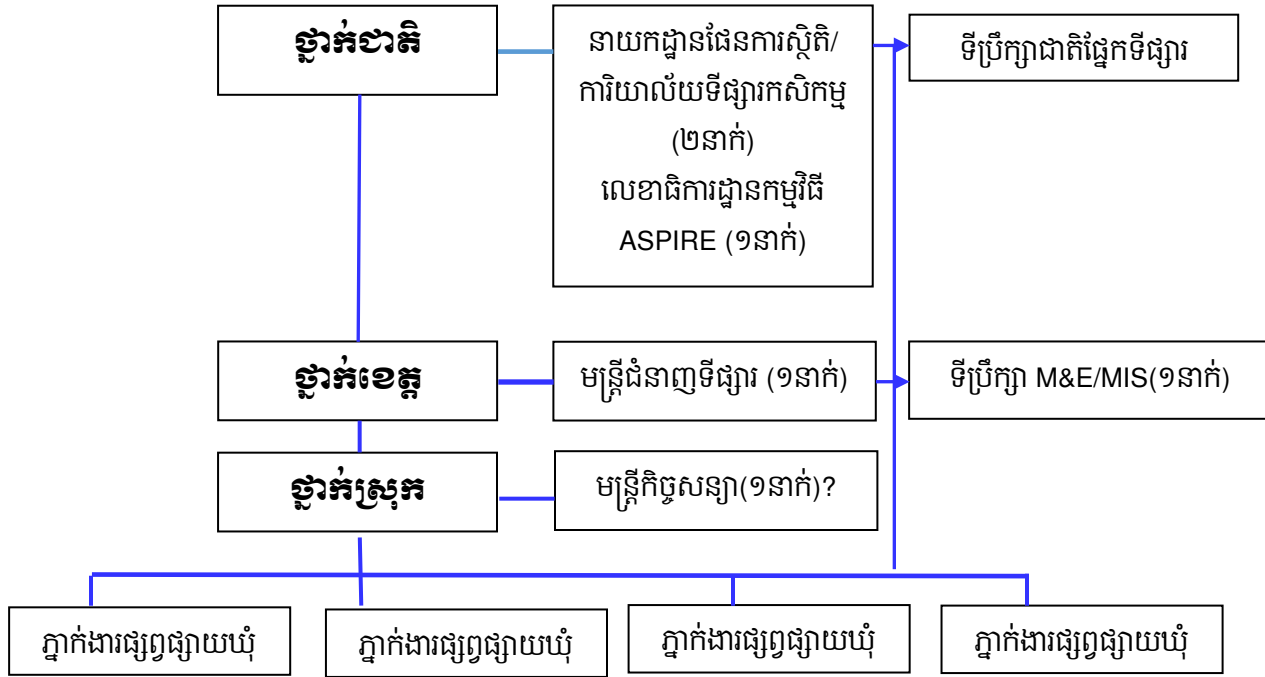 ថ្នាក់ជាតិ
នាយកដ្ឋានផែនការស្ថិតិ/
ការិយាល័យទីផ្សារកសិកម្ម
(២នាក់)
លេខាធិការដ្ឋានកម្មវិធី
ASPIRE (១នាក់)
ទីប្រឹក្សាជាតិផ្នែកទីផ្សារ
ថ្នាក់ខេត្ត
មន្ត្រីជំនាញទីផ្សារ (១នាក់)
ទីប្រឹក្សា M&E/MIS(១នាក់)
ថ្នាក់ស្រុក
មន្ត្រីកិច្ចសន្យា(១នាក់)?
ភ្នាក់ងារផ្សព្វផ្សាយឃុំ
ភ្នាក់ងារផ្សព្វផ្សាយឃុំ
ភ្នាក់ងារផ្សព្វផ្សាយឃុំ
ភ្នាក់ងារផ្សព្វផ្សាយឃុំ